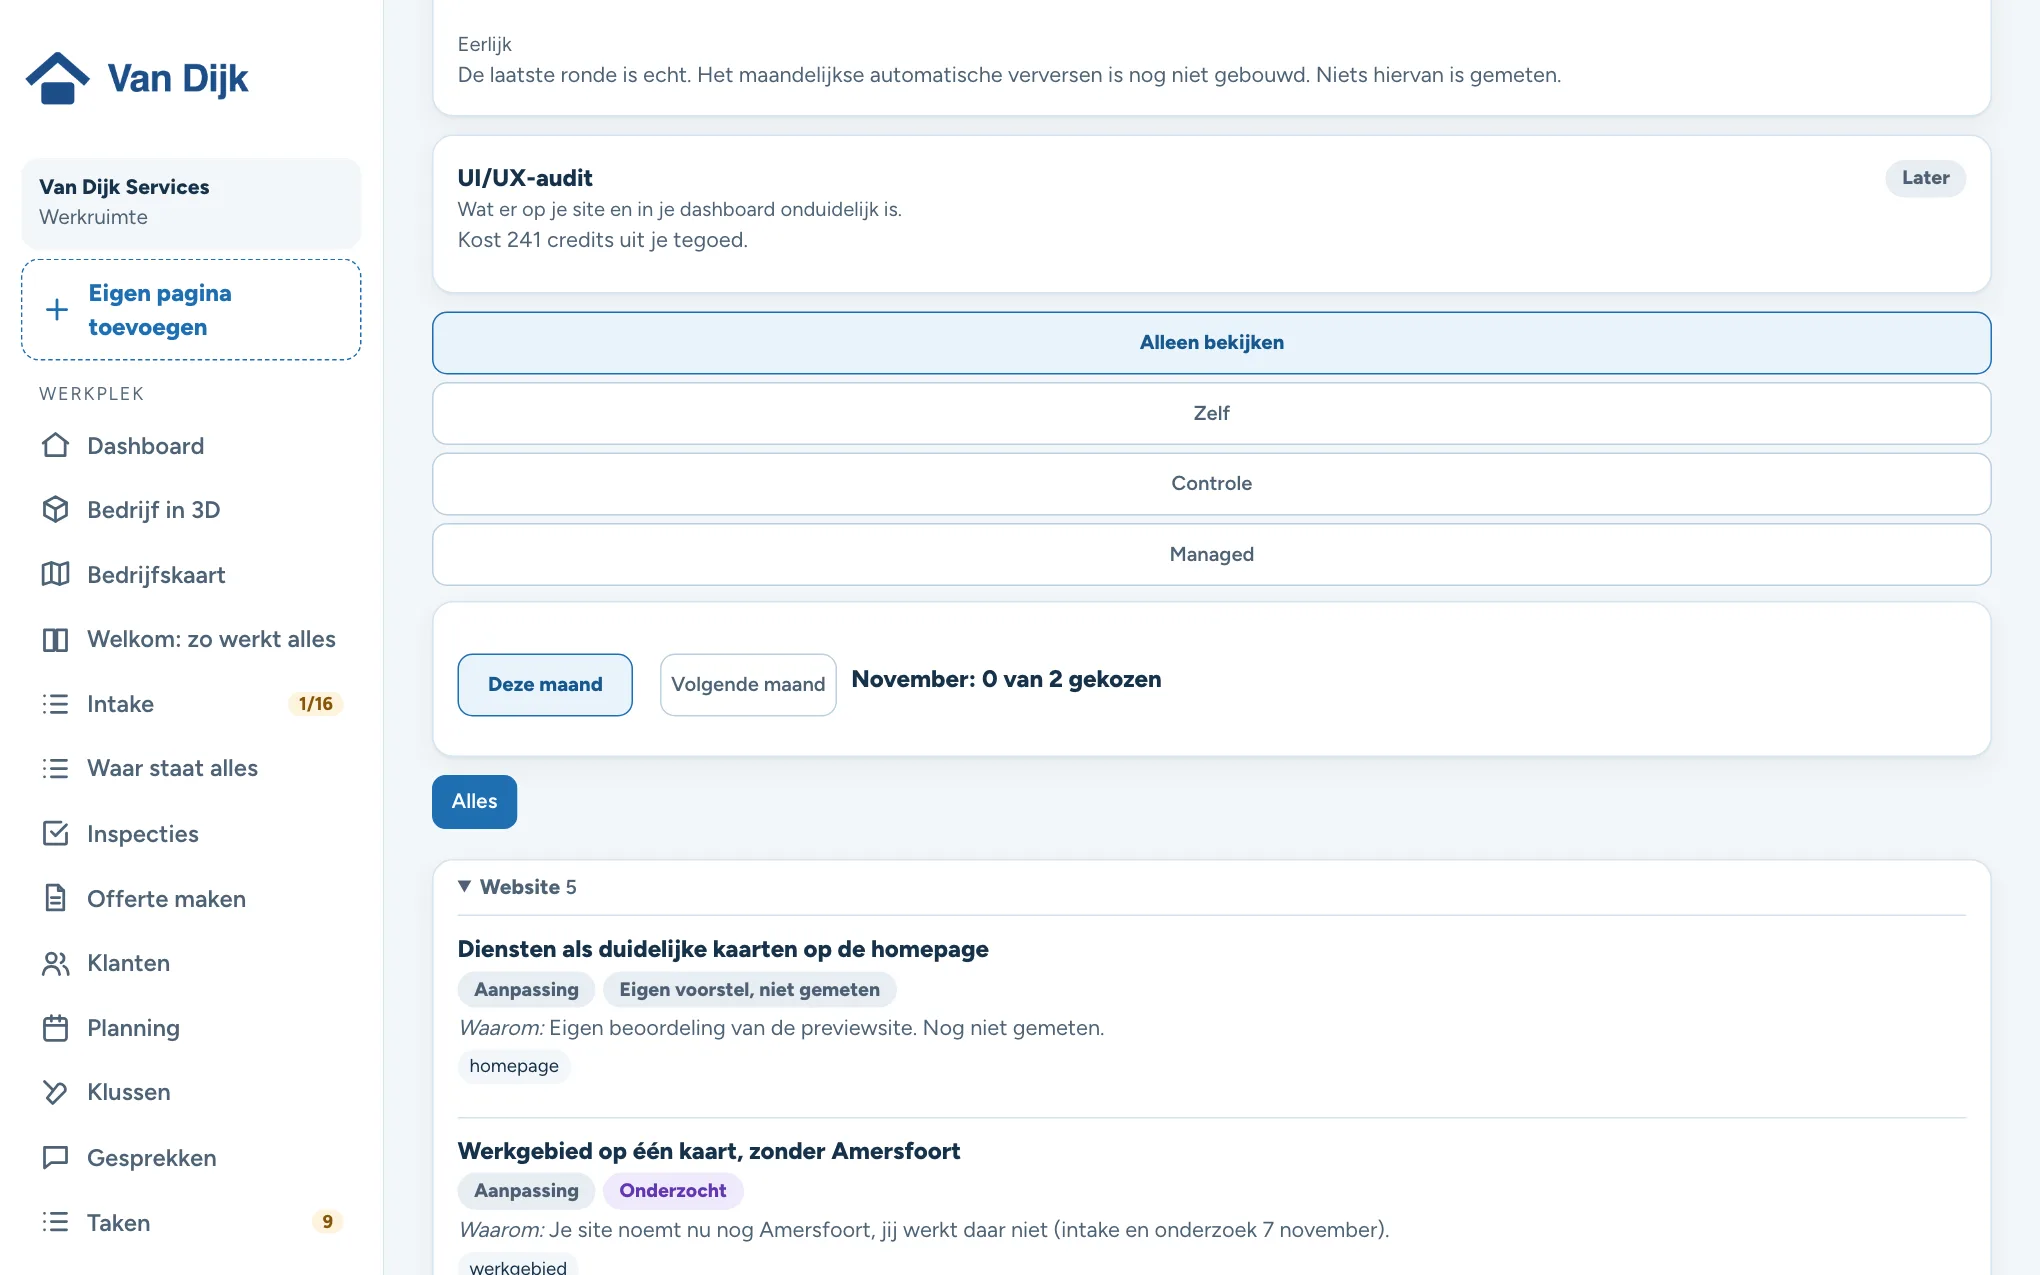 Van Dijk
Van Dijk Services
Werkruimte
Eigen pagina
toevoegen
WERKPLEK
Dashboard
Bedrijf in 3D
Bedrijfskaart
Welkom: zo werkt alles
Intake 1/16
Waar staat alles
Inspecties
Offerte maken
Klanten
Planning
Klussen
Gesprekken
Taken 9
Eerlijk
De laatste ronde is echt. Het maandelijkse automatische verversen is nog niet gebouwd. Niets hiervan is gemeten.
UI/UX-audit
Later
Wat er op je site en in je dashboard onduidelijk is.
Kost 241 credits uit je tegoed.
Alleen bekijken
Zelf
Controle
Managed
Deze maand Volgende maand November: 0 van 2 gekozen
Alles
Website 5
Diensten als duidelijke kaarten op de homepage
Aanpassing Eigen voorstel, niet gemeten
Waarom: Eigen beoordeling van de previewsite. Nog niet gemeten.
homepage
Werkgebied op één kaart, zonder Amersfoort
Aanpassing Onderzocht
Waarom: Je site noemt nu nog Amersfoort, jij werkt daar niet (intake en onderzoek 7 november).
werkgebied